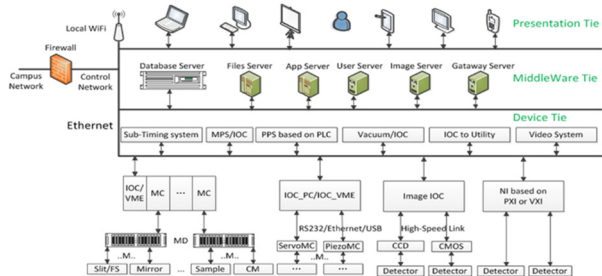 Local WiFi
Presentation Tie
Firewall
Campus Network
Control Network
Database Server
Files Server
App Server
User Server
Image Server
Gataway Server
MiddleWare Tie
Ethernet
Device Tie
Sub-Timing system
MPS/IOC
PPS based on PLC
Vacuum/IOC
IOC to Utility
Video System
IOC/
VME
MC
...
MC
IOC_PC/IOC_VME
Image IOC
NI based on
PXI or VXI
RS232/Ethernet/USB
High-Speed Link
MD
ServoMC
PiezoMC
CCD
CMOS
..M..
..M..
..M..
Slit/FS
Mirror
...
Sample
CM
...
...
Detector
Detector
Detector
Detector